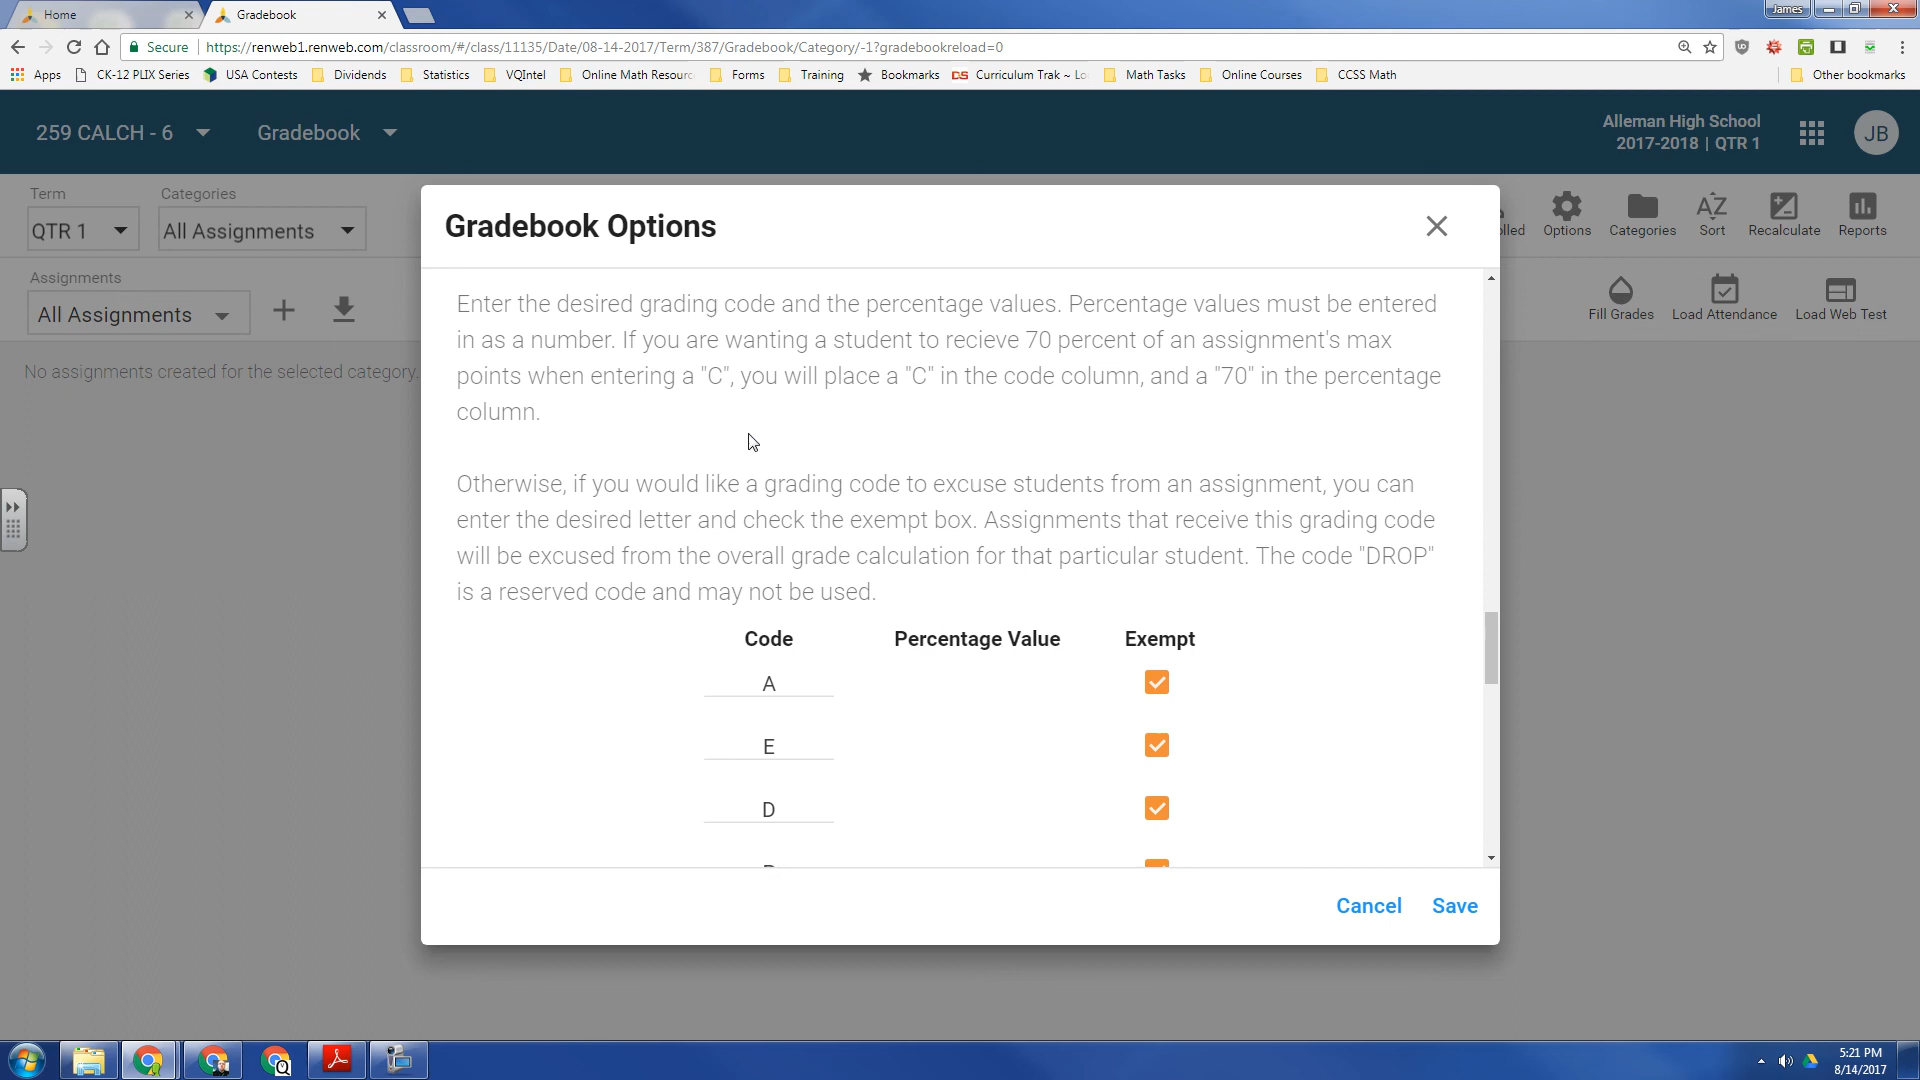 Home
Gradebook
James
Secure
https://renweb1.renweb.com/classroom/#/class/11135/Date/08-14-2017/Term/387/Gradebook/Category/-1?gradebookreload=0
Apps
CK-12 PLIX Series
USA Contests
Dividends
Statistics
VQIntel
Online Math Resourc
Forms
Training
Bookmarks
Curriculum Trak ~ Lo
Math Tasks
Online Courses
CCSS Math
Other bookmarks
259 CALCH - 6
Gradebook
Alleman High School
2017-2018 | QTR 1
JB
Term
Categories
QTR 1
All Assignments
olled
Options
Categories
Sort
Recalculate
Reports
Assignments
All Assignments
Fill Grades
Load Attendance
Load Web Test
No assignments created for the selected category.
Gradebook Options
Enter the desired grading code and the percentage values. Percentage values must be entered
in as a number. If you are wanting a student to recieve 70 percent of an assignment's max
points when entering a "C", you will place a "C" in the code column, and a "70" in the percentage
column.
Otherwise, if you would like a grading code to excuse students from an assignment, you can
enter the desired letter and check the exempt box. Assignments that receive this grading code
will be excused from the overall grade calculation for that particular student. The code "DROP"
is a reserved code and may not be used.
Code Percentage Value Exempt
A
E
D
Cancel
Save
5:21 PM
8/14/2017